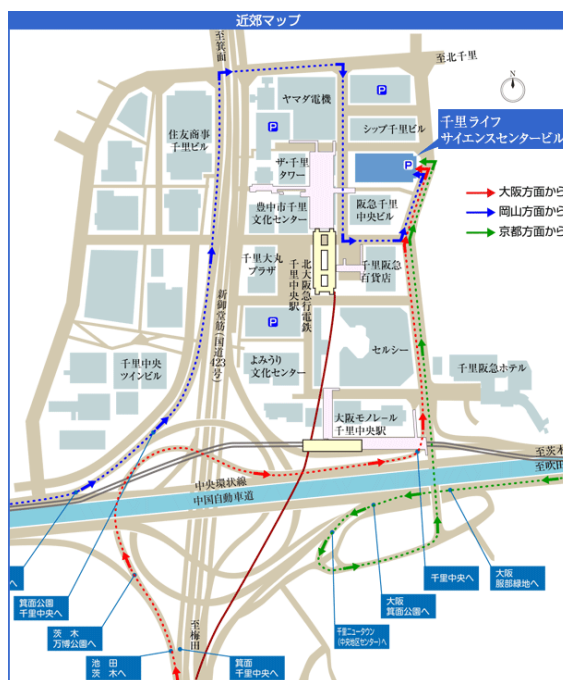 近郊マップ
至箕面
至北千里
N
ヤマダ電機
P
P
シップ千里ビル
千里ライフ
サイエンスセンタービル
住友商事
千里ビル
ザ・千里
タワー
P
大阪方面から
岡山方面から
京都方面から
豊中市千里
文化センター
阪急千里
中央ビル
千里大丸
プラザ
北大阪急行電鉄
千里中央駅
千里阪急
百貨店
新御堂筋(国道423号)
P
セルシー
千里中央
ツインビル
よみうり
文化センター
千里阪急ホテル
大阪モノレール
千里中央駅
至茨木
至吹田
中央環状線
中国自動車道
へ
箕面公園
千里中央へ
茨木
万博公園へ
池田
茨木へ
至梅田
箕面
千里中央へ
千里ニュータウン
(中央地区センター)へ
大阪
箕面公園へ
千里中央へ
大阪
服部緑地へ